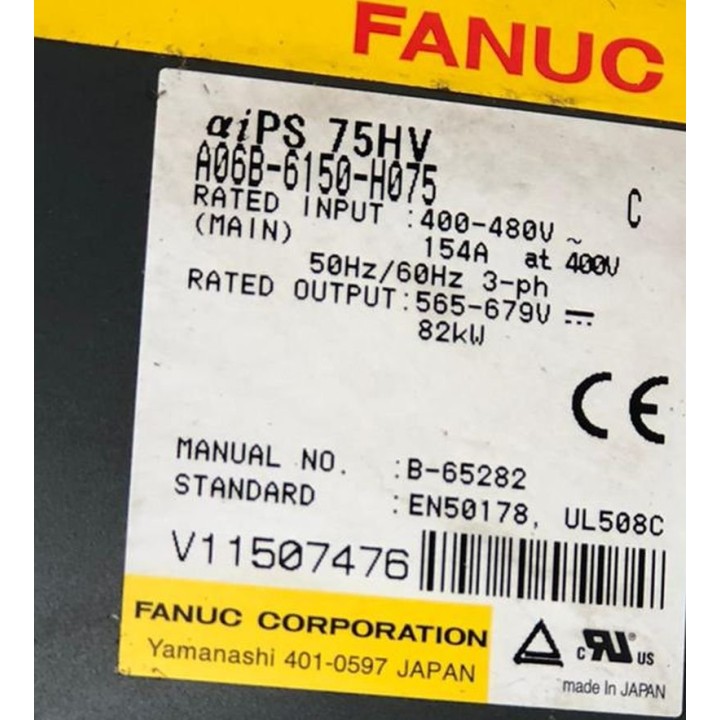 FANUC
αiPS 75HV
A06B-6150-H075 C
RATED INPUT :400-480V ~
(MAIN) 154A at 400V
50Hz/60Hz 3-ph
RATED OUTPUT:565-679V ⎓
82kW
CE
MANUAL NO. :B-65282
STANDARD :EN50178, UL508C
V11507476
FANUC CORPORATION
Yamanashi 401-0597 JAPAN
c RU ® US
made In JAPAN